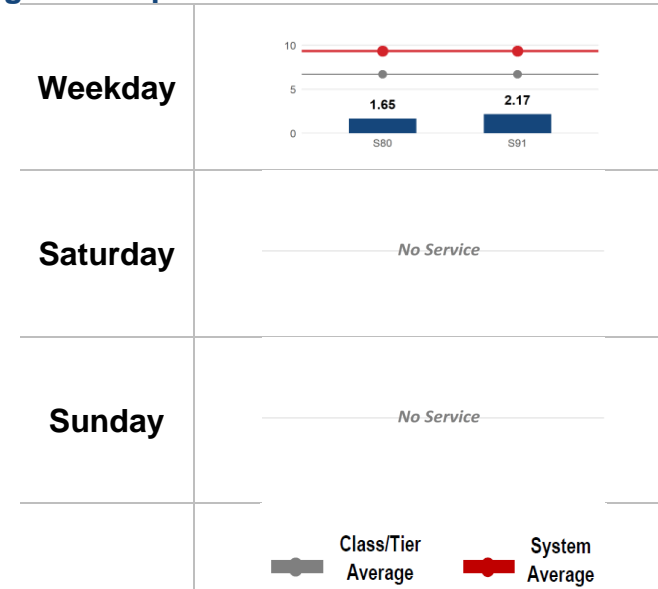 Weekday
10
5
0
1.65
2.17
S80
S91
Saturday
No Service
Sunday
No Service
Class/Tier
Average
System
Average